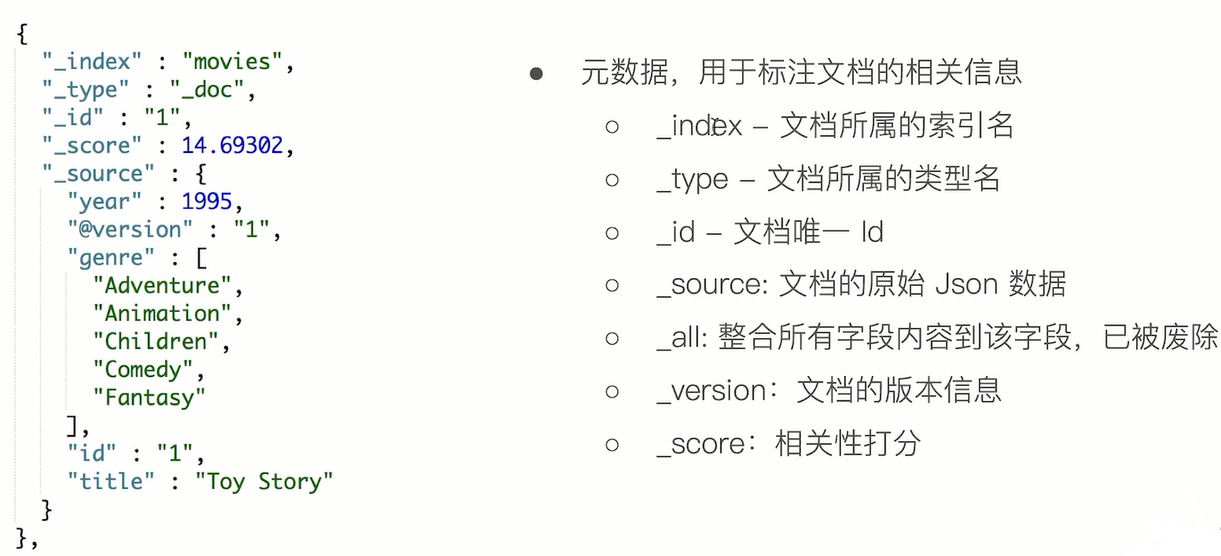 {
"_index" : "movies",
"_type" : "_doc",
"_id" : "1",
"_score" : 14.69302,
"_source" : {
"year" : 1995,
"@version" : "1",
"genre" : [
"Adventure",
"Animation",
"Children",
"Comedy",
"Fantasy"
],
"id" : "1",
"title" : "Toy Story"
}
},
● 元数据，用于标注文档的相关信息
○ _index – 文档所属的索引名
○ _type – 文档所属的类型名
○ _id – 文档唯一 Id
○ _source: 文档的原始 Json 数据
○ _all: 整合所有字段内容到该字段，已被废除
○ _version：文档的版本信息
○ _score：相关性打分